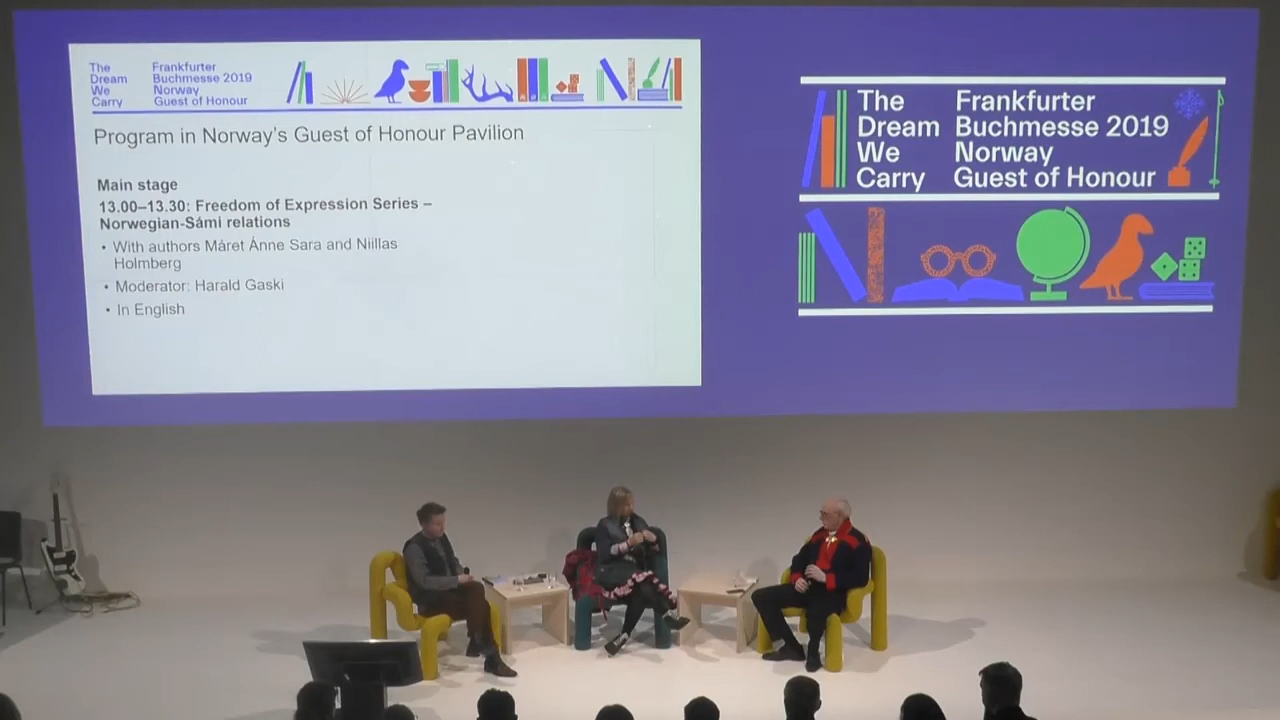 The
Dream
We
Carry
Frankfurter
Buchmesse 2019
Norway
Guest of Honour
Program in Norway's Guest of Honour Pavilion
Main stage
13.00–13.30: Freedom of Expression Series –
Norwegian-Sámi relations
• With authors Máret Ánne Sara and Niillas
Holmberg
• Moderator: Harald Gaski
• In English
The
Dream
We
Carry
Frankfurter
Buchmesse 2019
Norway
Guest of Honour